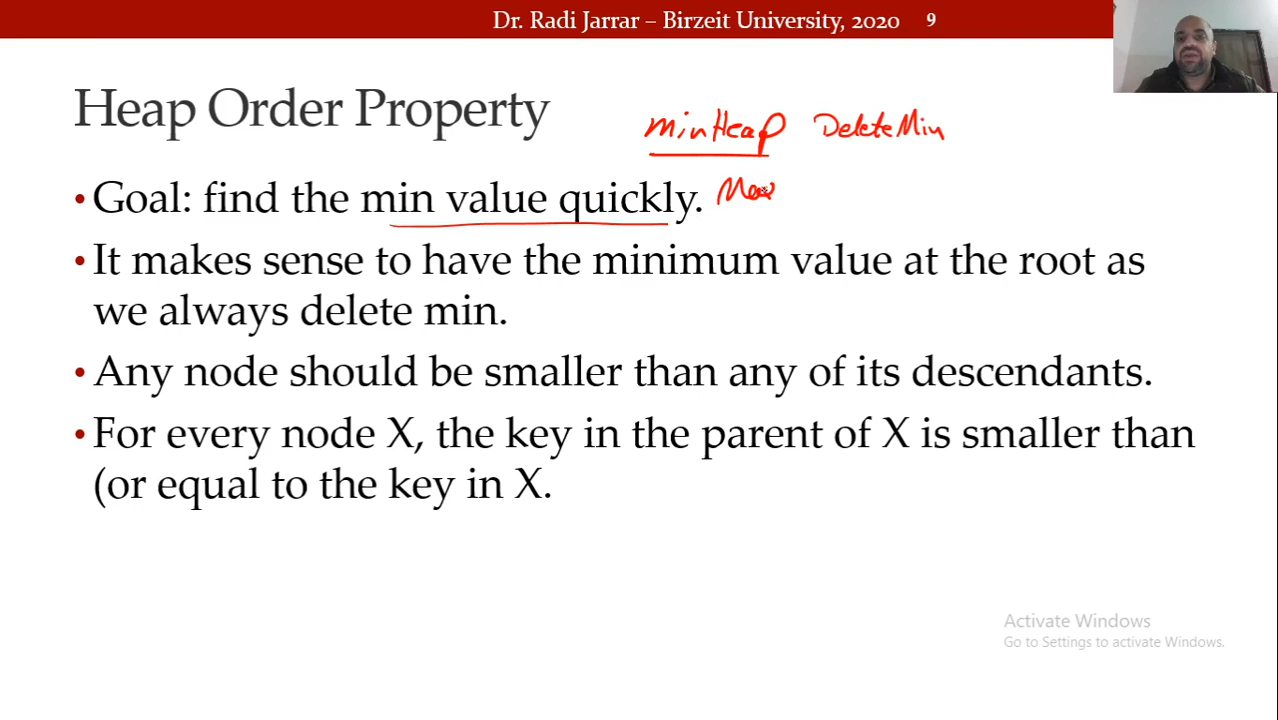 Dr. Radi Jarrar – Birzeit University, 2020 9
Heap Order Property
minHeap DeleteMin
• Goal: find the min value quickly. Max
• It makes sense to have the minimum value at the root as
we always delete min.
• Any node should be smaller than any of its descendants.
• For every node X, the key in the parent of X is smaller than
(or equal to the key in X.
Activate Windows
Go to Settings to activate Windows.